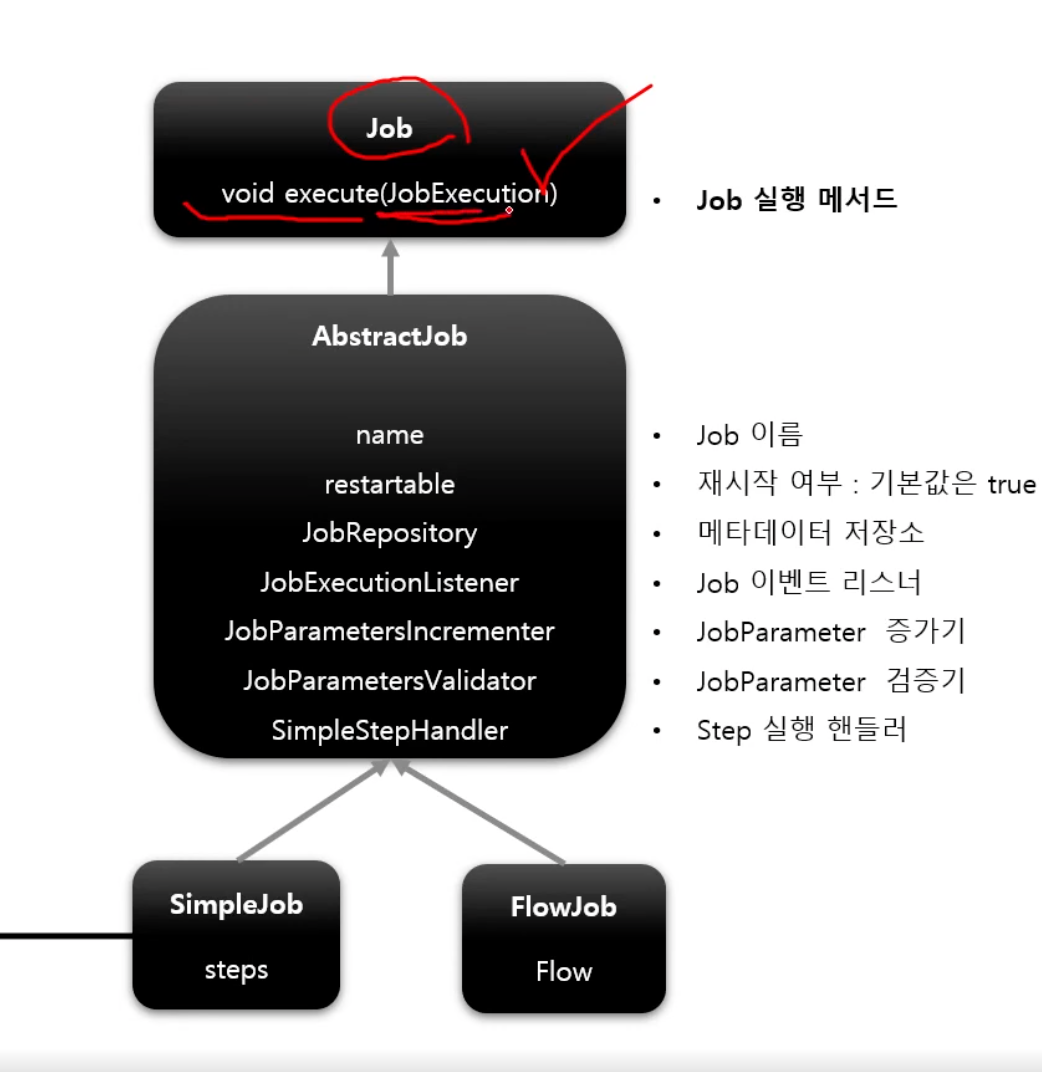 Job
void execute(JobExecution)
• Job 실행 메서드
AbstractJob
name
• Job 이름
restartable
• 재시작 여부 : 기본값은 true
JobRepository
• 메타데이터 저장소
JobExecutionListener
• Job 이벤트 리스너
JobParametersIncrementer
• JobParameter 증가기
JobParametersValidator
• JobParameter 검증기
SimpleStepHandler
• Step 실행 핸들러
SimpleJob
steps
FlowJob
Flow